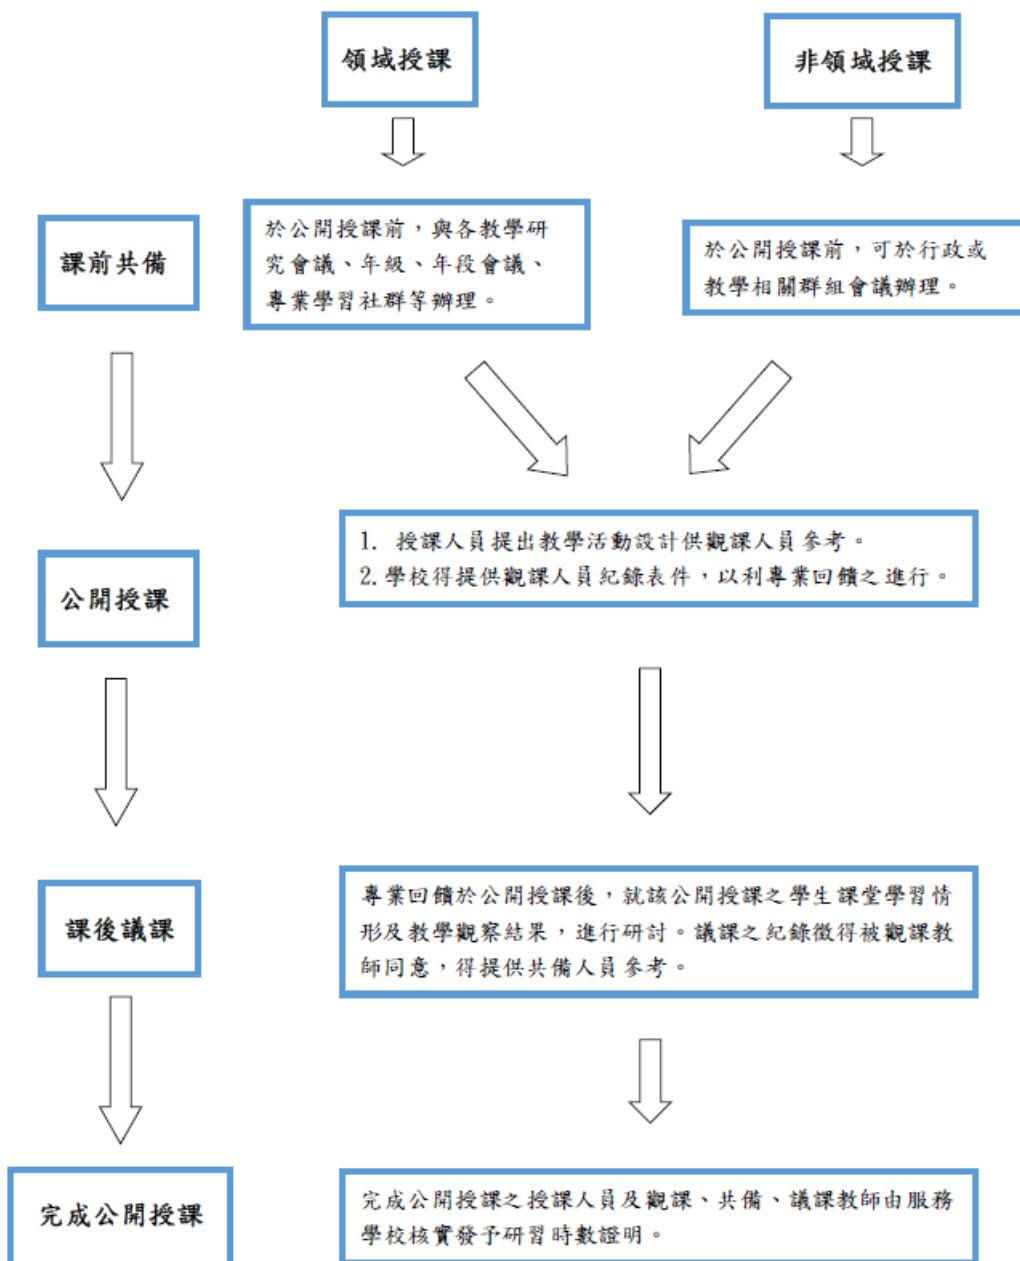 領域授課
非領域授課
課前共備
於公開授課前，與各教學研
究會議、年級、年段會議、
專業學習社群等辦理。
於公開授課前，可於行政或
教學相關群組會議辦理。
公開授課
1. 授課人員提出教學活動設計供觀課人員參考。
2.學校得提供觀課人員紀錄表件，以利專業回饋之進行。
課後議課
專業回饋於公開授課後，就該公開授課之學生課堂學習情
形及教學觀察結果，進行研討。議課之紀錄徵得被觀課教
師同意，得提供共備人員參考。
完成公開授課
完成公開授課之授課人員及觀課、共備、議課教師由服務
學校核實發予研習時數證明。